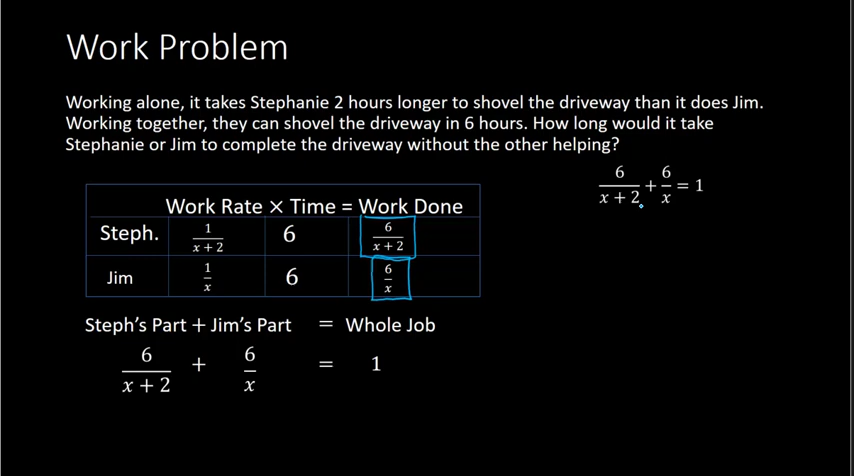 Work Problem
Working alone, it takes Stephanie 2 hours longer to shovel the driveway than it does Jim.
Working together, they can shovel the driveway in 6 hours. How long would it take
Stephanie or Jim to complete the driveway without the other helping?
6/(x + 2) + 6/x = 1
Work Rate × Time = Work Done
Steph. 1/(x + 2) 6 6/(x + 2)
Jim 1/x 6 6/x
Steph's Part + Jim's Part = Whole Job
6/(x + 2) + 6/x = 1